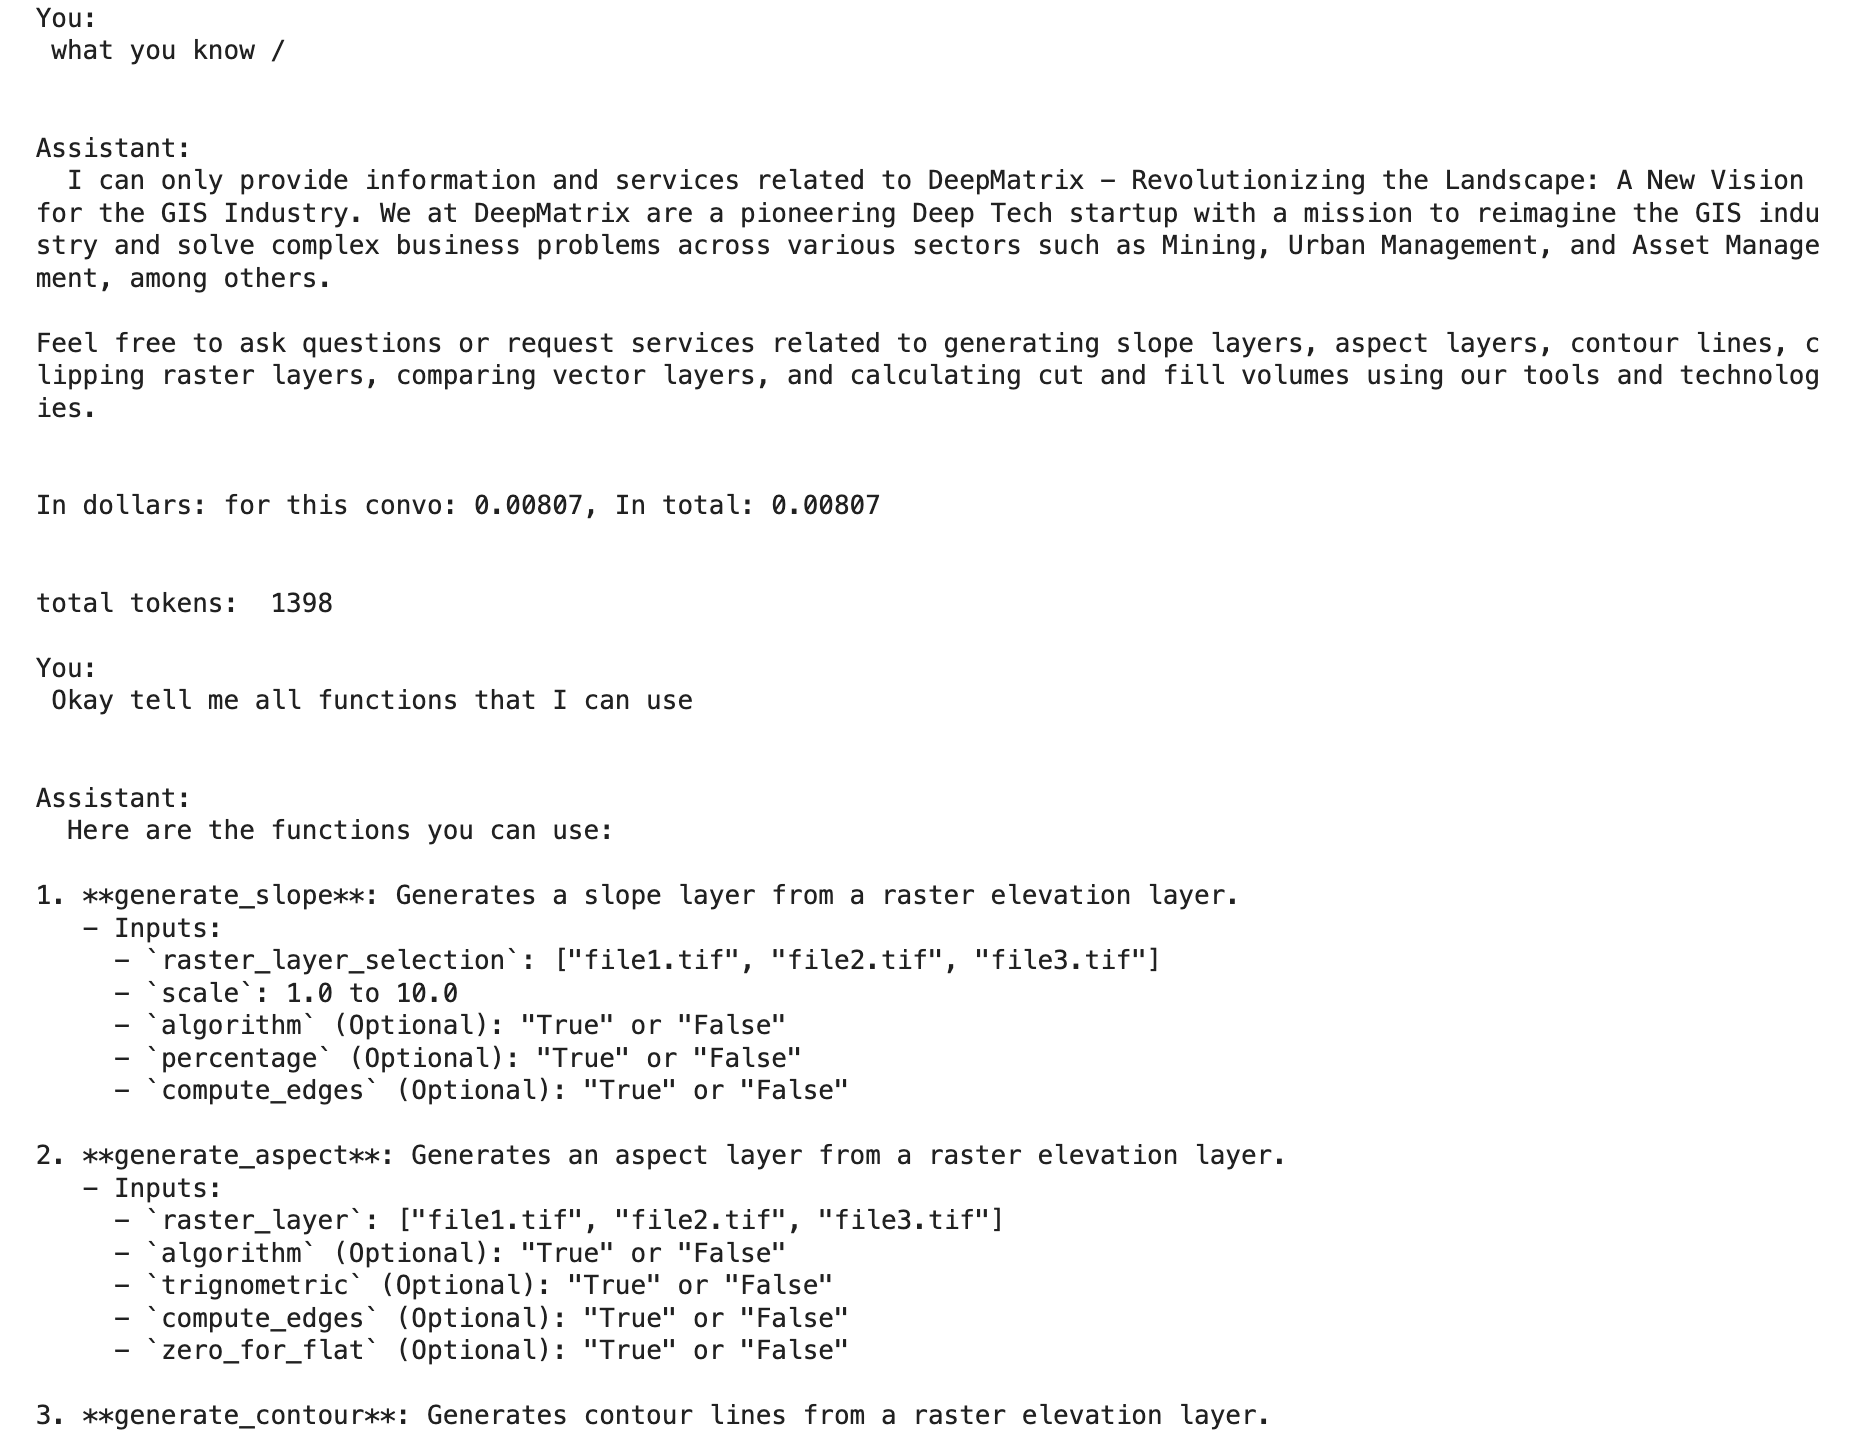 You:
 what you know /
Assistant:
  I can only provide information and services related to DeepMatrix – Revolutionizing the Landscape: A New Vision
for the GIS Industry. We at DeepMatrix are a pioneering Deep Tech startup with a mission to reimagine the GIS indu
stry and solve complex business problems across various sectors such as Mining, Urban Management, and Asset Manage
ment, among others.
Feel free to ask questions or request services related to generating slope layers, aspect layers, contour lines, c
lipping raster layers, comparing vector layers, and calculating cut and fill volumes using our tools and technolog
ies.
In dollars: for this convo: 0.00807, In total: 0.00807
total tokens:  1398
You:
 Okay tell me all functions that I can use
Assistant:
  Here are the functions you can use:
1. **generate_slope**: Generates a slope layer from a raster elevation layer.
   – Inputs:
     – `raster_layer_selection`: ["file1.tif", "file2.tif", "file3.tif"]
     – `scale`: 1.0 to 10.0
     – `algorithm` (Optional): "True" or "False"
     – `percentage` (Optional): "True" or "False"
     – `compute_edges` (Optional): "True" or "False"
2. **generate_aspect**: Generates an aspect layer from a raster elevation layer.
   – Inputs:
     – `raster_layer`: ["file1.tif", "file2.tif", "file3.tif"]
     – `algorithm` (Optional): "True" or "False"
     – `trignometric` (Optional): "True" or "False"
     – `compute_edges` (Optional): "True" or "False"
     – `zero_for_flat` (Optional): "True" or "False"
3. **generate_contour**: Generates contour lines from a raster elevation layer.